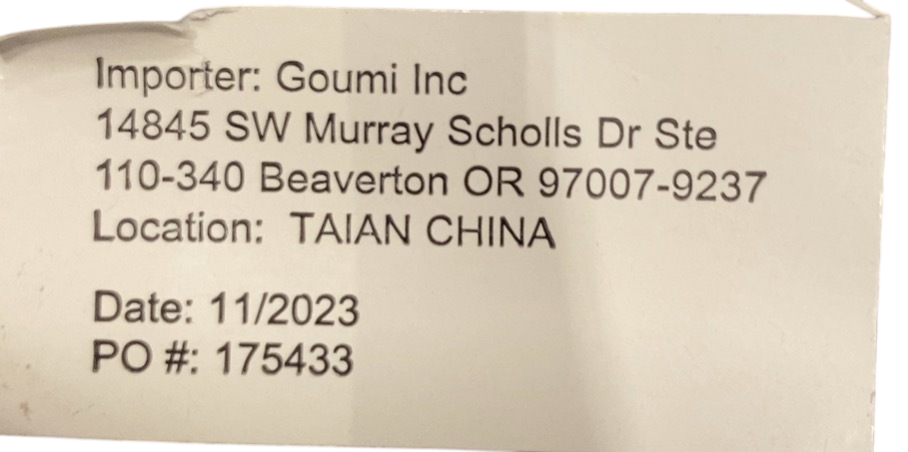 Importer: Goumi Inc
14845 SW Murray Scholls Dr Ste
110-340 Beaverton OR 97007-9237
Location: TAIAN CHINA
Date: 11/2023
PO #: 175433